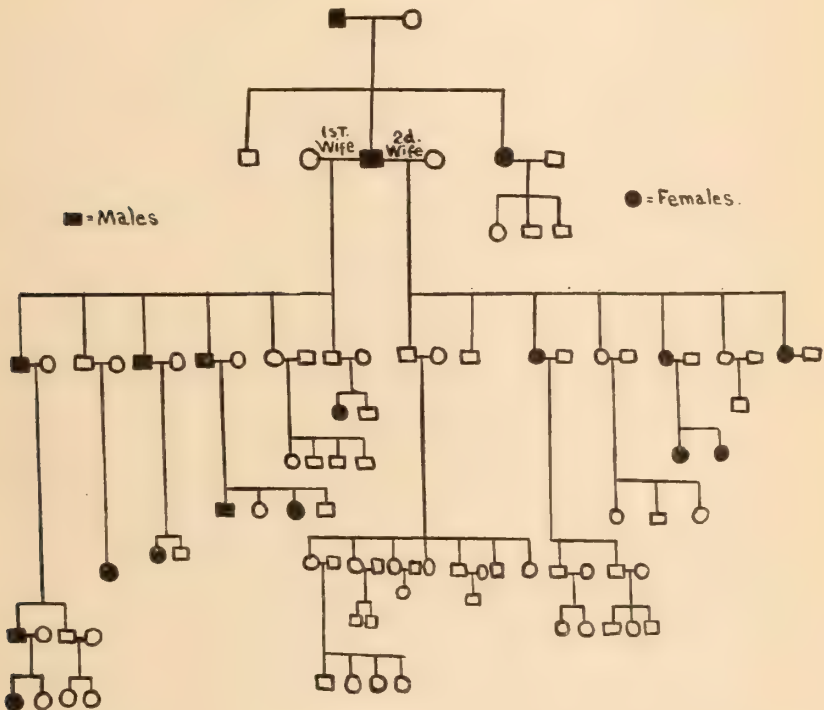 1sT. Wife
2d. Wife
= Males
= Females.